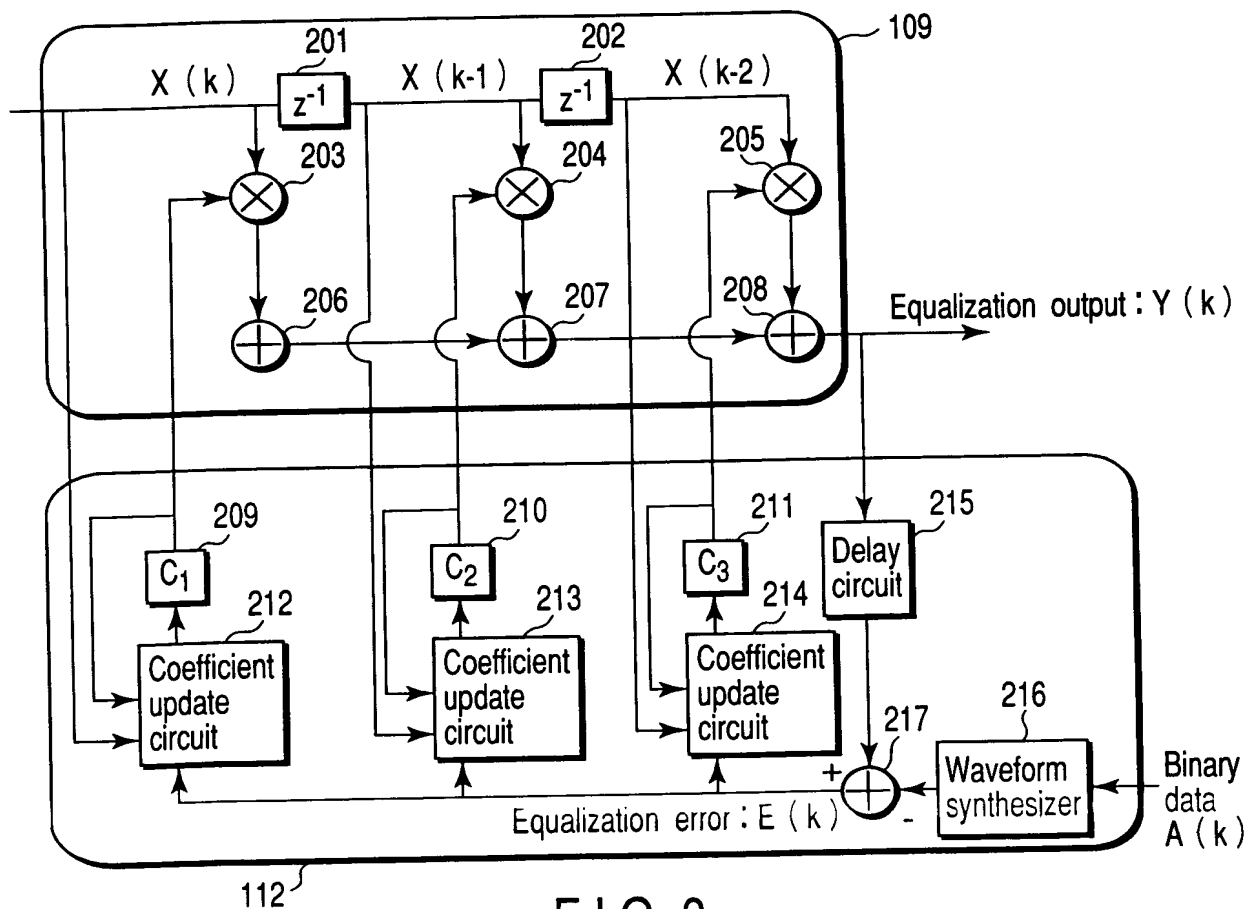 109
201
202
X (k)
z-1
X (k-1)
z-1
X (k-2)
203
204
205
206
207
208
Equalization output : Y (k)
209
210
211
215
C1
C2
C3
Delay
circuit
212
213
214
Coefficient
update
circuit
Coefficient
update
circuit
Coefficient
update
circuit
216
217
+
-
Waveform
synthesizer
Binary
data
A (k)
Equalization error : E (k)
112